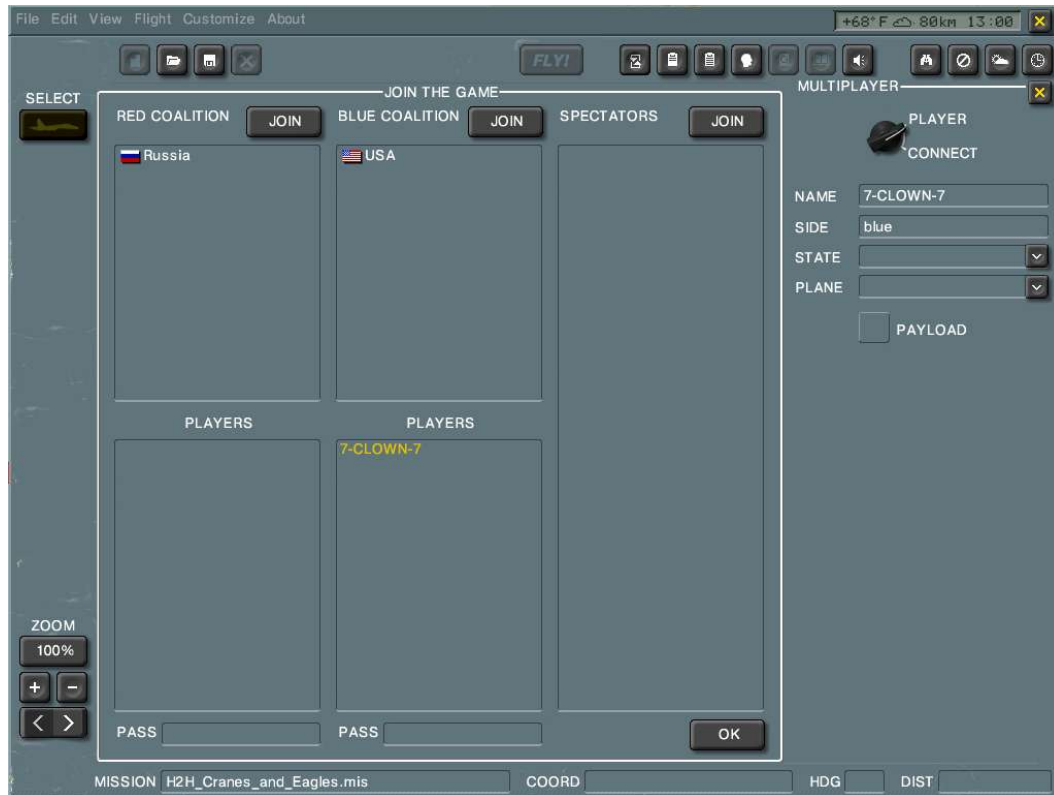 File Edit View Flight Customize About
+68°F 80km 13:00
FLY!
SELECT
JOIN THE GAME
RED COALITION JOIN BLUE COALITION JOIN SPECTATORS JOIN
Russia
USA
PLAYERS
PLAYERS
7-CLOWN-7
PASS
PASS
OK
MULTIPLAYER
PLAYER
CONNECT
NAME 7-CLOWN-7
SIDE blue
STATE
PLANE
PAYLOAD
ZOOM
100%
+ -
< >
MISSION H2H_Cranes_and_Eagles.mis COORD HDG DIST